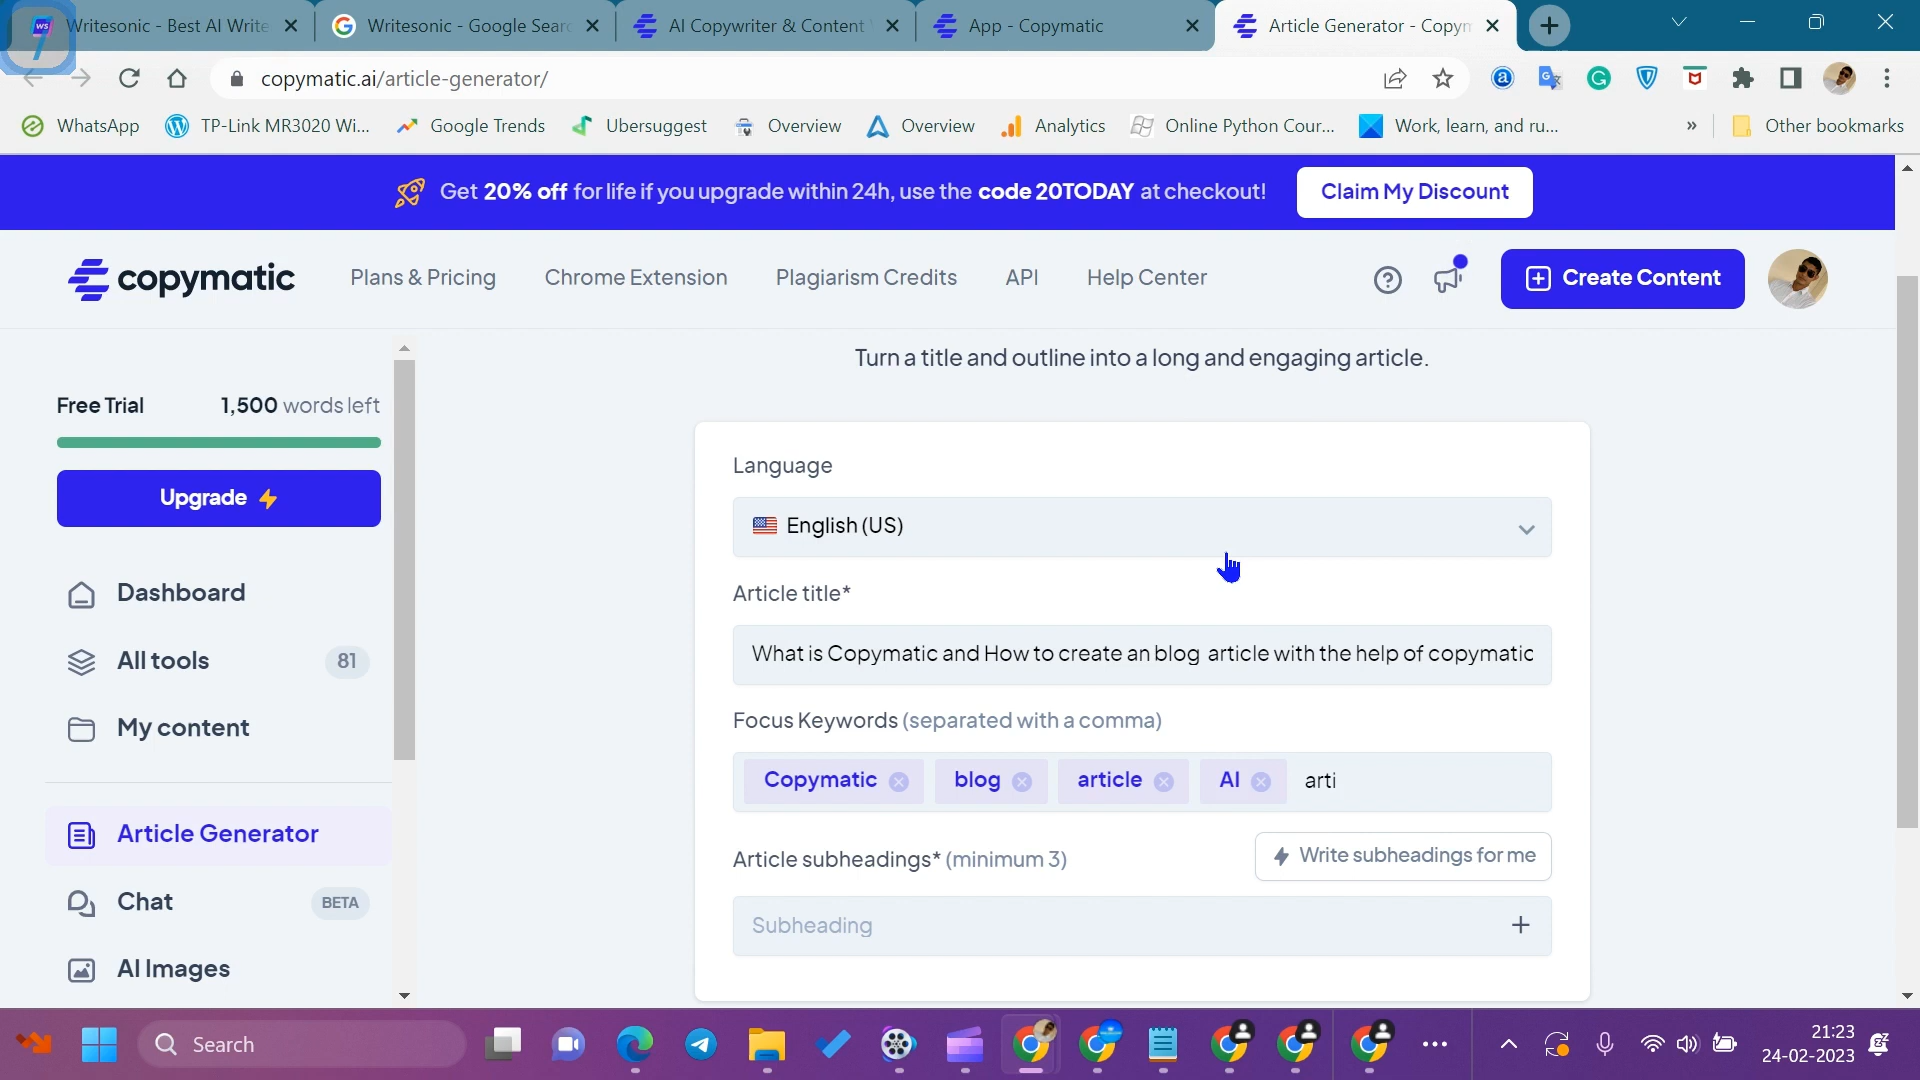 Writesonic - Best AI Write
Writesonic - Google Sear
AI Copywriter & Content
App - Copymatic
Article Generator - Copym
copymatic.ai/article-generator/
WhatsApp
TP-Link MR3020 Wi...
Google Trends
Ubersuggest
Overview
Overview
Analytics
Online Python Cour...
Work, learn, and ru...
»
Other bookmarks
Get 20% off for life if you upgrade within 24h, use the code 20TODAY at checkout!
Claim My Discount
copymatic
Plans & Pricing
Chrome Extension
Plagiarism Credits
API
Help Center
Create Content
Turn a title and outline into a long and engaging article.
Free Trial
1,500 words left
Upgrade
Dashboard
All tools
81
My content
Article Generator
Chat
BETA
AI Images
Language
English (US)
Article title*
What is Copymatic and How to create an blog article with the help of copymatic
Focus Keywords (separated with a comma)
Copymatic
blog
article
AI
arti
Article subheadings* (minimum 3)
Write subheadings for me
Subheading
Search
21:23
24-02-2023